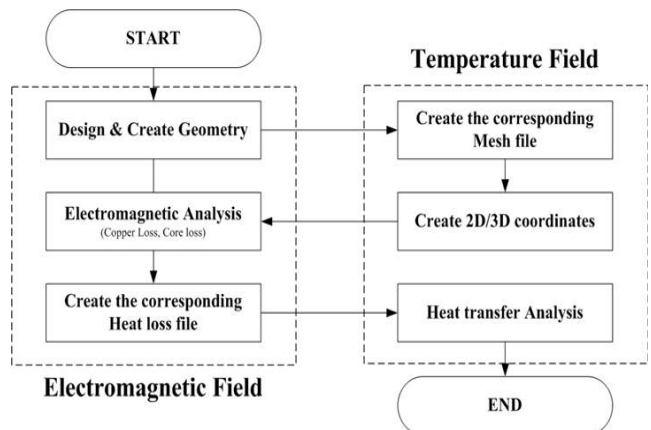 START
Temperature Field
Design & Create Geometry
Create the corresponding
Mesh file
Electromagnetic Analysis
(Copper Loss, Core loss)
Create 2D/3D coordinates
Create the corresponding
Heat loss file
Heat transfer Analysis
Electromagnetic Field
END